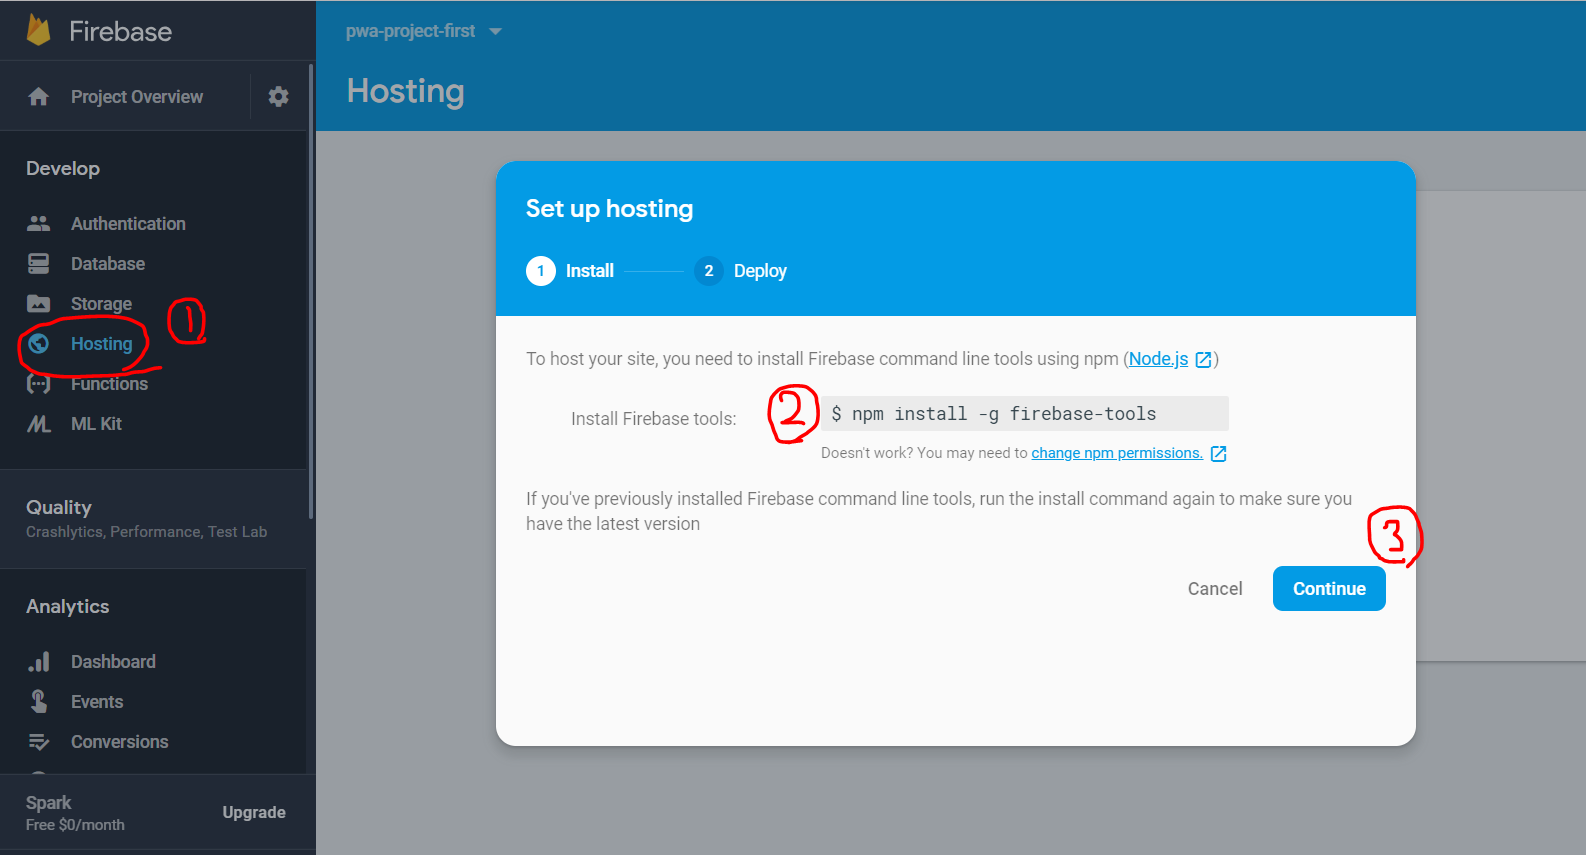 Firebase
Project Overview
Develop
Authentication
Database
Storage
1
Hosting
Functions
ML Kit
Quality
Crashlytics, Performance, Test Lab
Analytics
Dashboard
Events
Conversions
Spark
Free $0/month
Upgrade
pwa-project-first
Hosting
Set up hosting
1 Install 2 Deploy
To host your site, you need to install Firebase command line tools using npm (Node.js )
Install Firebase tools: 2 $ npm install -g firebase-tools
Doesn't work? You may need to change npm permissions.
If you've previously installed Firebase command line tools, run the install command again to make sure you
have the latest version
3
Cancel Continue